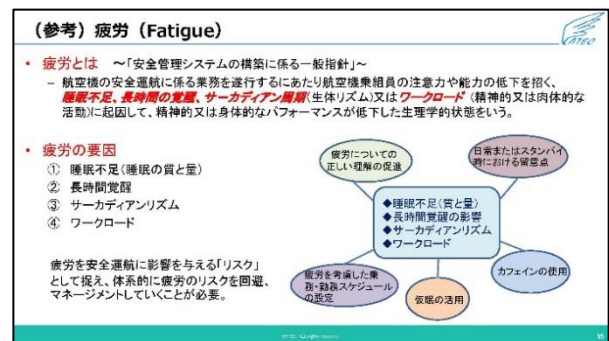 (参考)疲労(Fatigue)
ATEC
• 疲労とは ~「安全管理システムの構築に係る一般指針」~
– 航空機の安全運航に係る業務を遂行するにあたり航空機乗組員の注意力や能力の低下を招く、
睡眠不足、長時間の覚醒、サーカディアン周期(生体リズム)又はワークロード(精神的又は肉体的な
活動)に起因して、精神的又は身体的なパフォーマンスが低下した生理学的状態をいう。
• 疲労の要因
① 睡眠不足(睡眠の質と量)
② 長時間覚醒
③ サーカディアンリズム
④ ワークロード
疲労を安全運航に影響を与える「リスク」
として捉え、体系的に疲労のリスクを回避、
マネージメントしていくことが必要。
疲労についての
正しい理解の促進
日常またはスタンバイ
時における留意点
◆睡眠不足(質と量)
◆長時間覚醒の影響
◆サーカディアンリズム
◆ワークロード
疲労を考慮した乗
務・勤務スケジュール
の設定
仮眠の活用
カフェインの使用